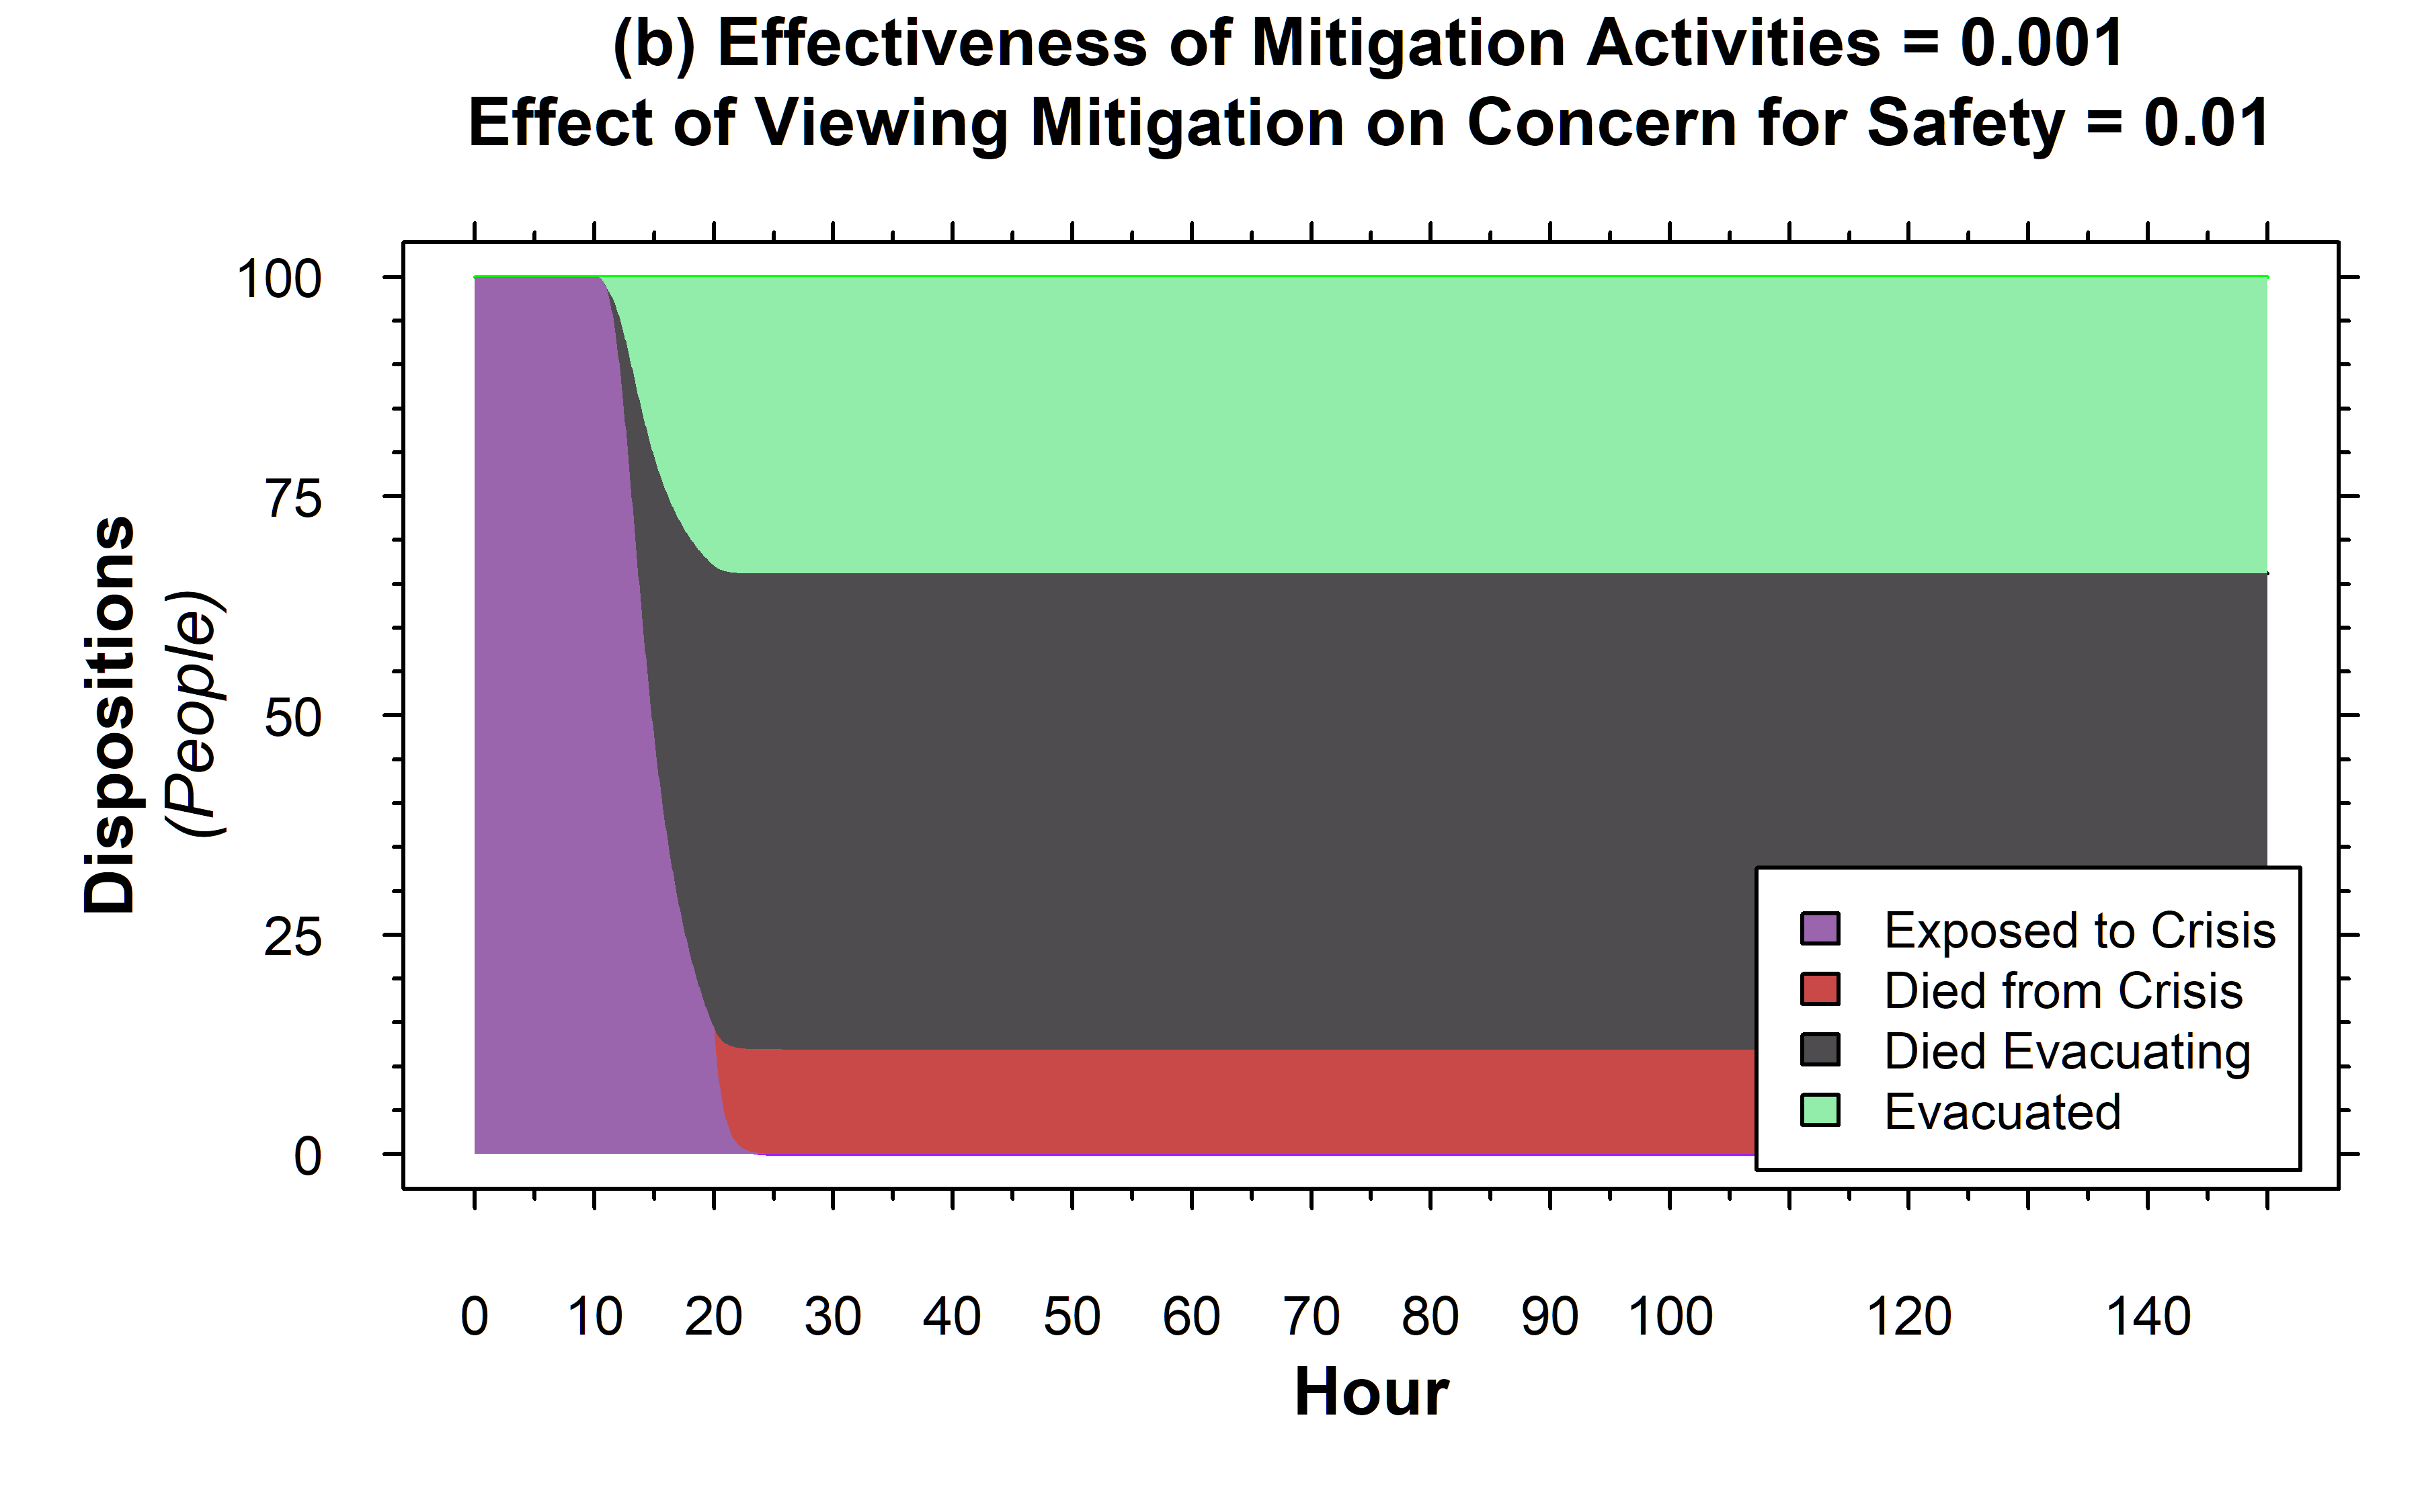 (b) Effectiveness of Mitigation Activities = 0.001
Effect of Viewing Mitigation on Concern for Safety = 0.01
Dispositions
(People)
100
75
50
25
0
Exposed to Crisis
Died from Crisis
Died Evacuating
Evacuated
0 10 20 30 40 50 60 70 80 90 100 120 140
Hour